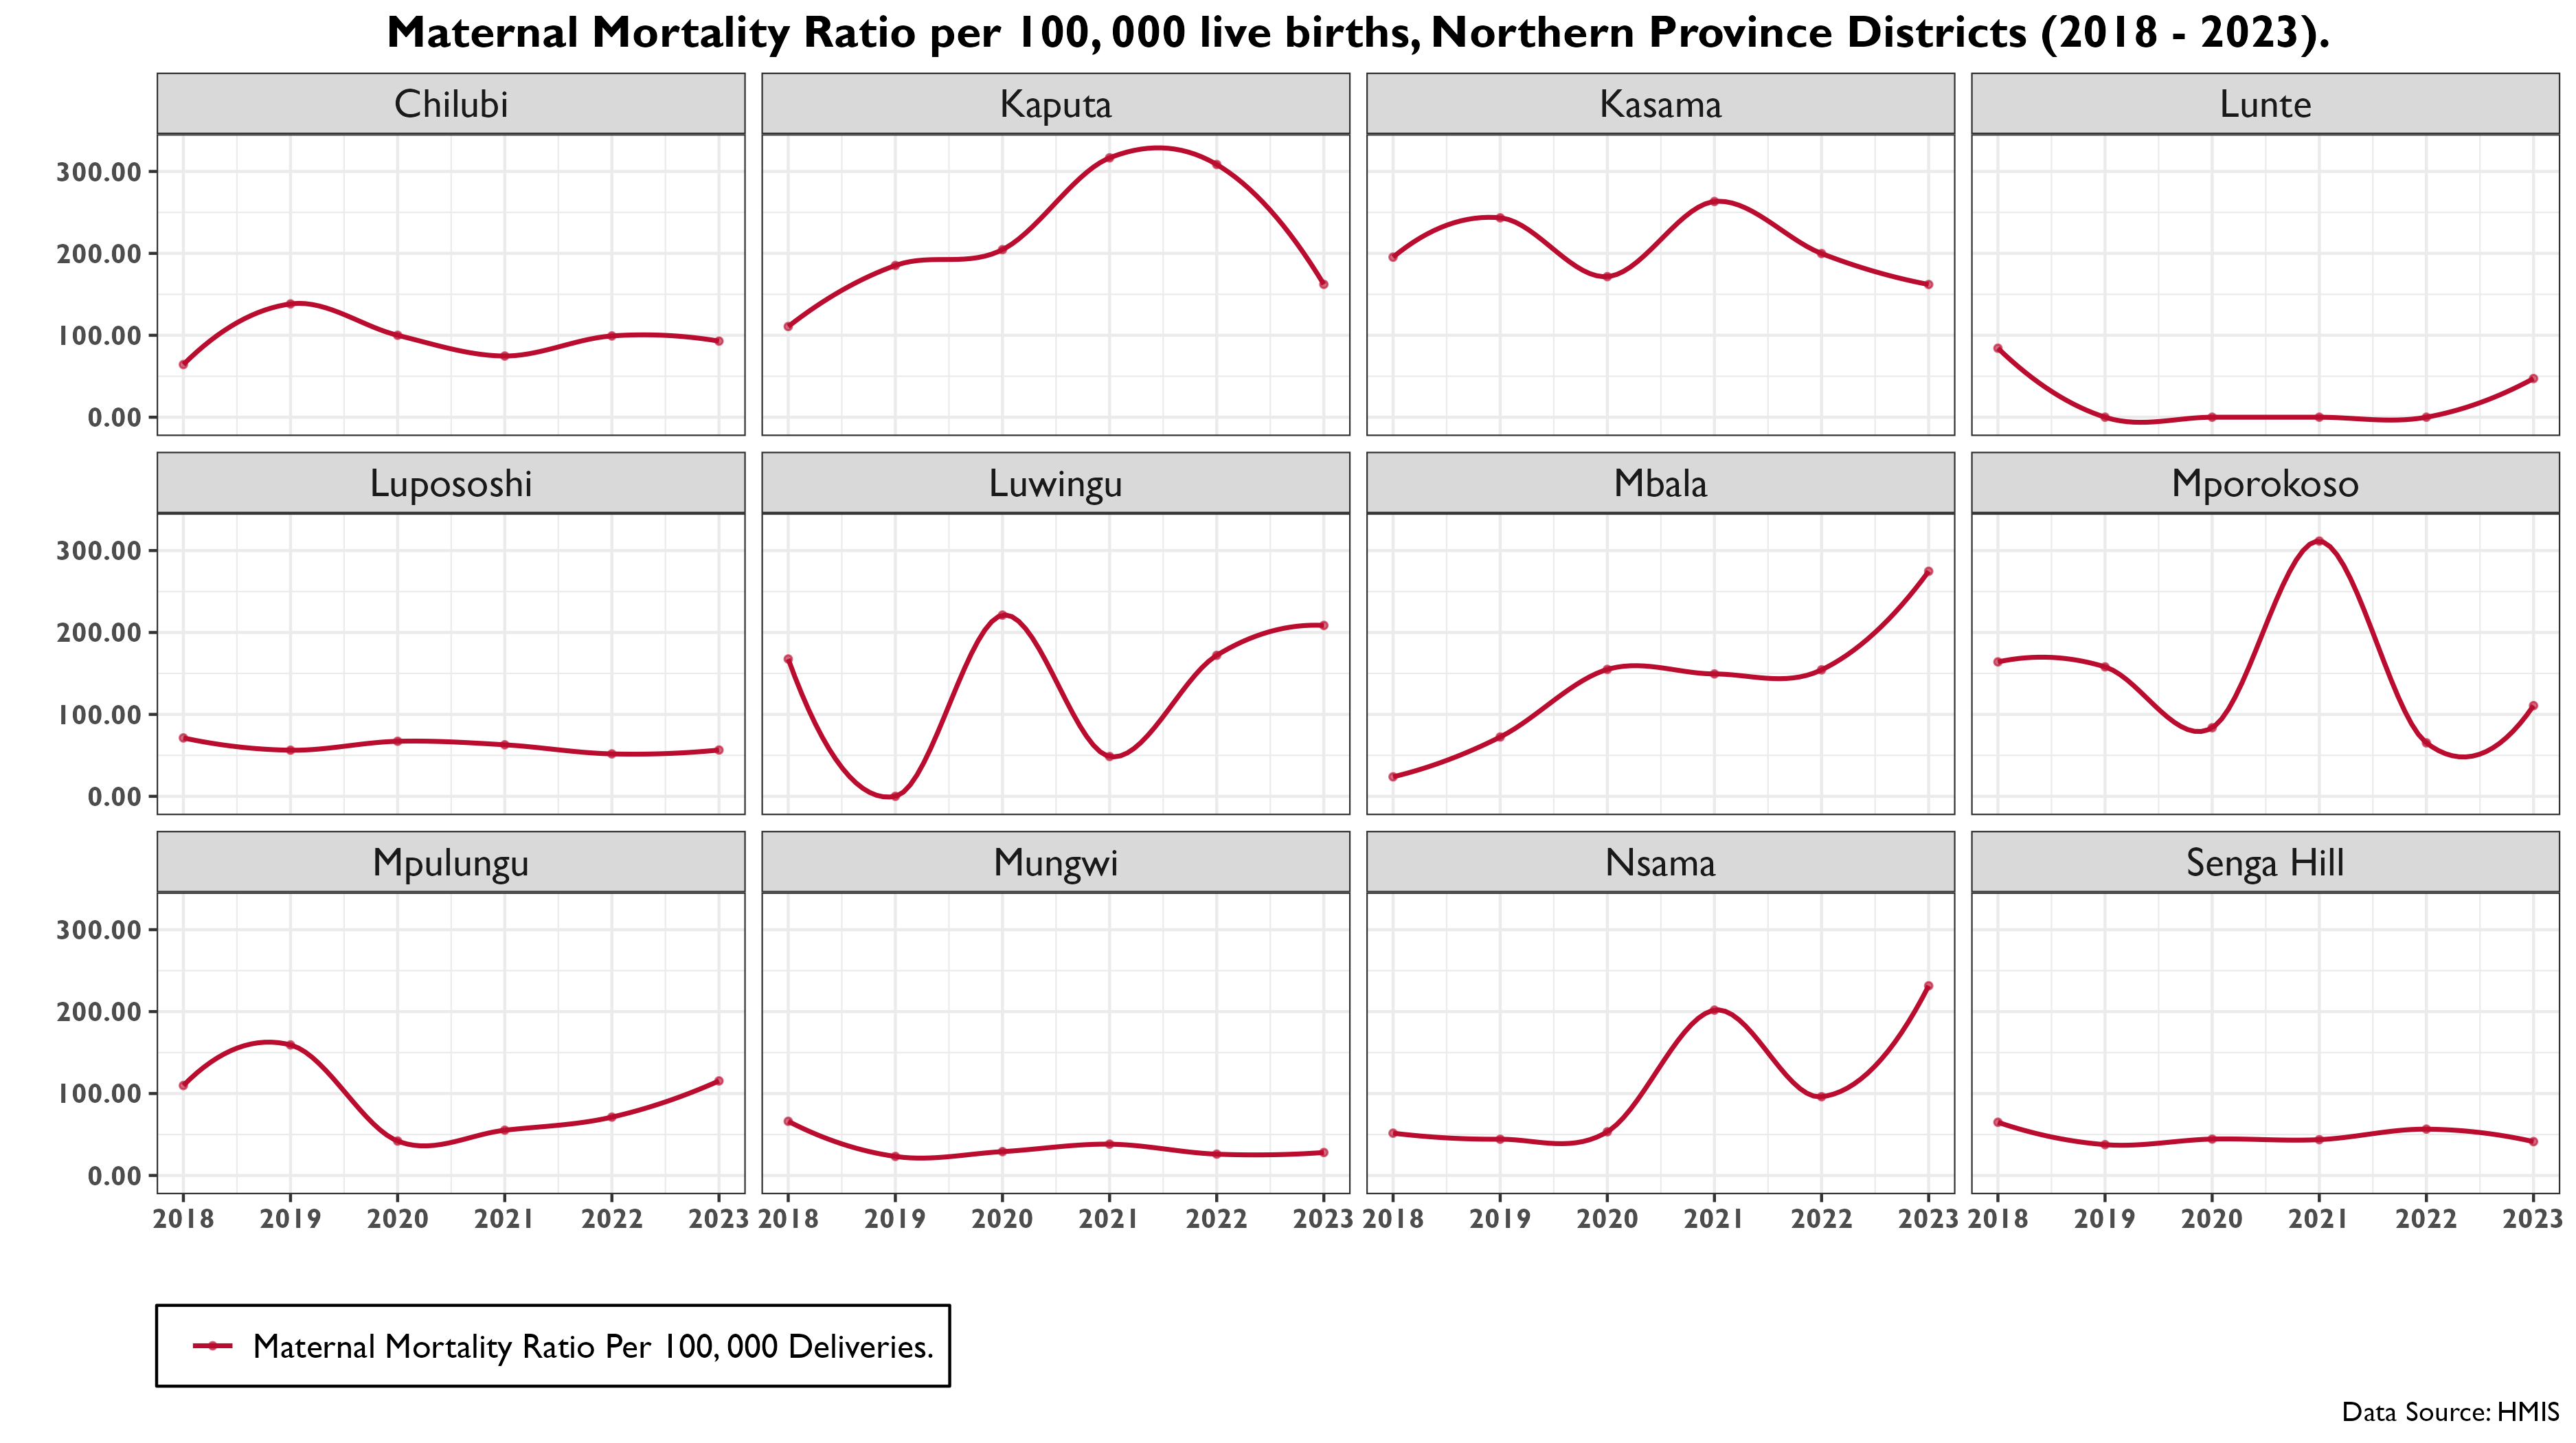 Maternal Mortality Ratio per 100, 000 live births, Northern Province Districts (2018 - 2023).
Chilubi Kaputa Kasama Lunte
300.00
200.00
100.00
0.00
Lupososhi Luwingu Mbala Mporokoso
300.00
200.00
100.00
0.00
Mpulungu Mungwi Nsama Senga Hill
300.00
200.00
100.00
0.00
2018 2019 2020 2021 2022 2023 2018 2019 2020 2021 2022 2023 2018 2019 2020 2021 2022 2023 2018 2019 2020 2021 2022 2023
Maternal Mortality Ratio Per 100, 000 Deliveries.
Data Source: HMIS